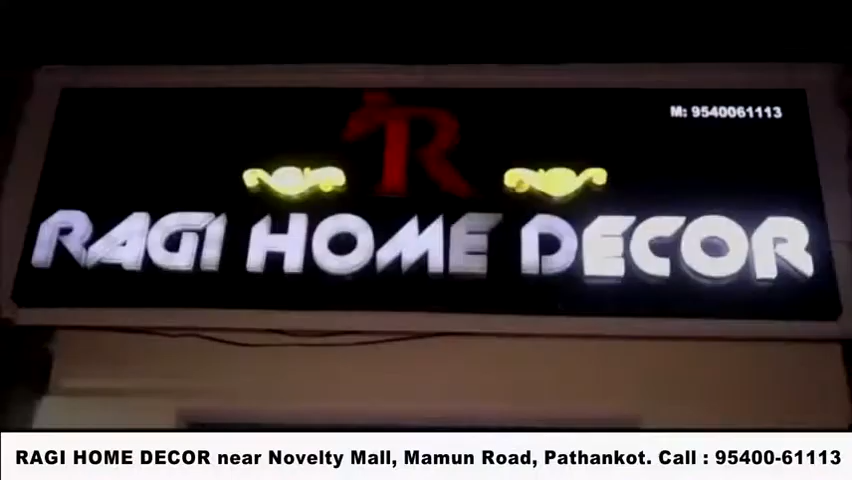 R
M: 9540061113
RAGI HOME DECOR
RAGI HOME DECOR near Novelty Mall, Mamun Road, Pathankot. Call : 95400-61113